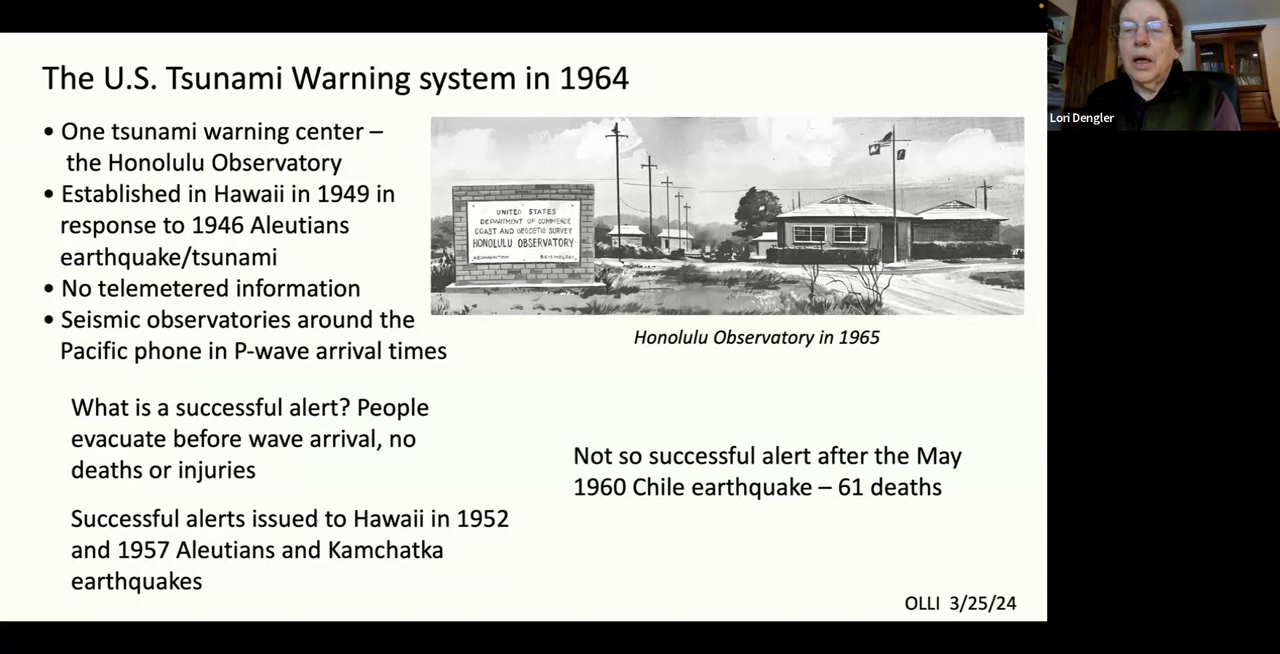 The U.S. Tsunami Warning system in 1964
• One tsunami warning center –
the Honolulu Observatory
• Established in Hawaii in 1949 in
response to 1946 Aleutians
earthquake/tsunami
• No telemetered information
• Seismic observatories around the
Pacific phone in P-wave arrival times
UNITED STATES
DEPARTMENT OF COMMERCE
COAST AND GEODETIC SURVEY
HONOLULU OBSERVATORY
SEISMOLOGY
Honolulu Observatory in 1965
What is a successful alert? People
evacuate before wave arrival, no
deaths or injuries
Successful alerts issued to Hawaii in 1952
and 1957 Aleutians and Kamchatka
earthquakes
Not so successful alert after the May
1960 Chile earthquake – 61 deaths
OLLI 3/25/24
Lori Dengler